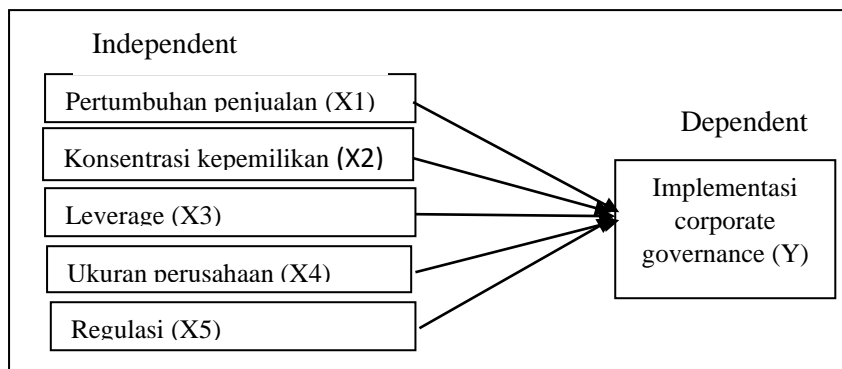 Independent
Pertumbuhan penjualan (X1)
Konsentrasi kepemilikan (X2)
Leverage (X3)
Ukuran perusahaan (X4)
Regulasi (X5)
Dependent
Implementasi
corporate
governance (Y)